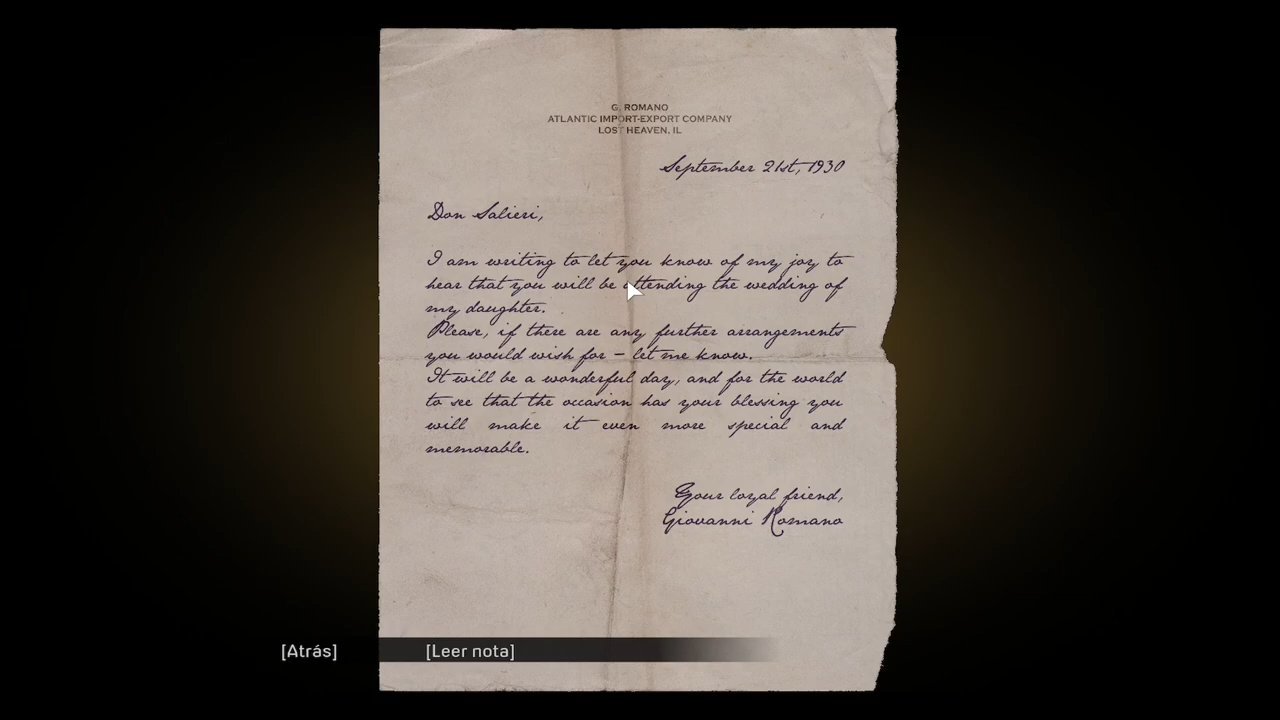 G. ROMANO
ATLANTIC IMPORT-EXPORT COMPANY
LOST HEAVEN, IL
September 21st, 1930
Don Salieri,
I am writing to let you know of my joy to
hear that you will be attending the wedding of
my daughter.
Please, if there are any further arrangements
you would wish for – let me know.
It will be a wonderful day, and for the world
to see that the occasion has your blessing you
will make it even more special and
memorable.
Your loyal friend,
Giovanni Romano
[Atrás] [Leer nota]